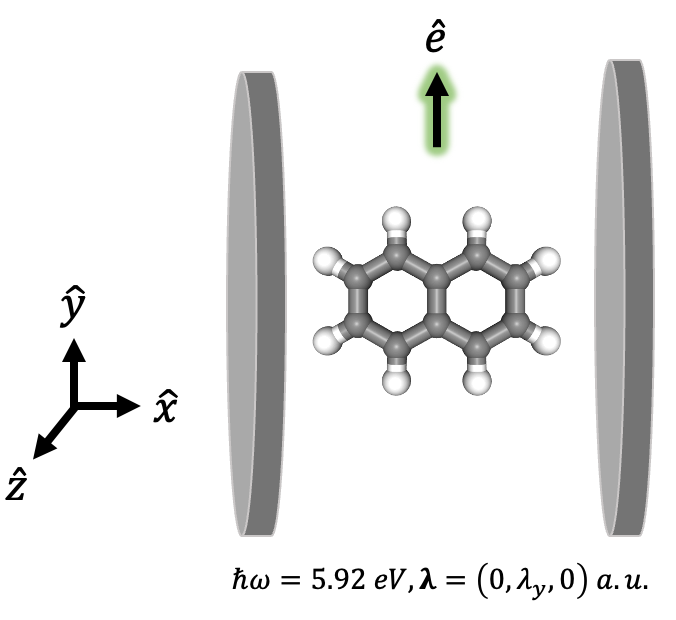 ê
ŷ
x̂
ẑ
ℏω = 5.92 eV, λ = (0, λ_y, 0) a.u.